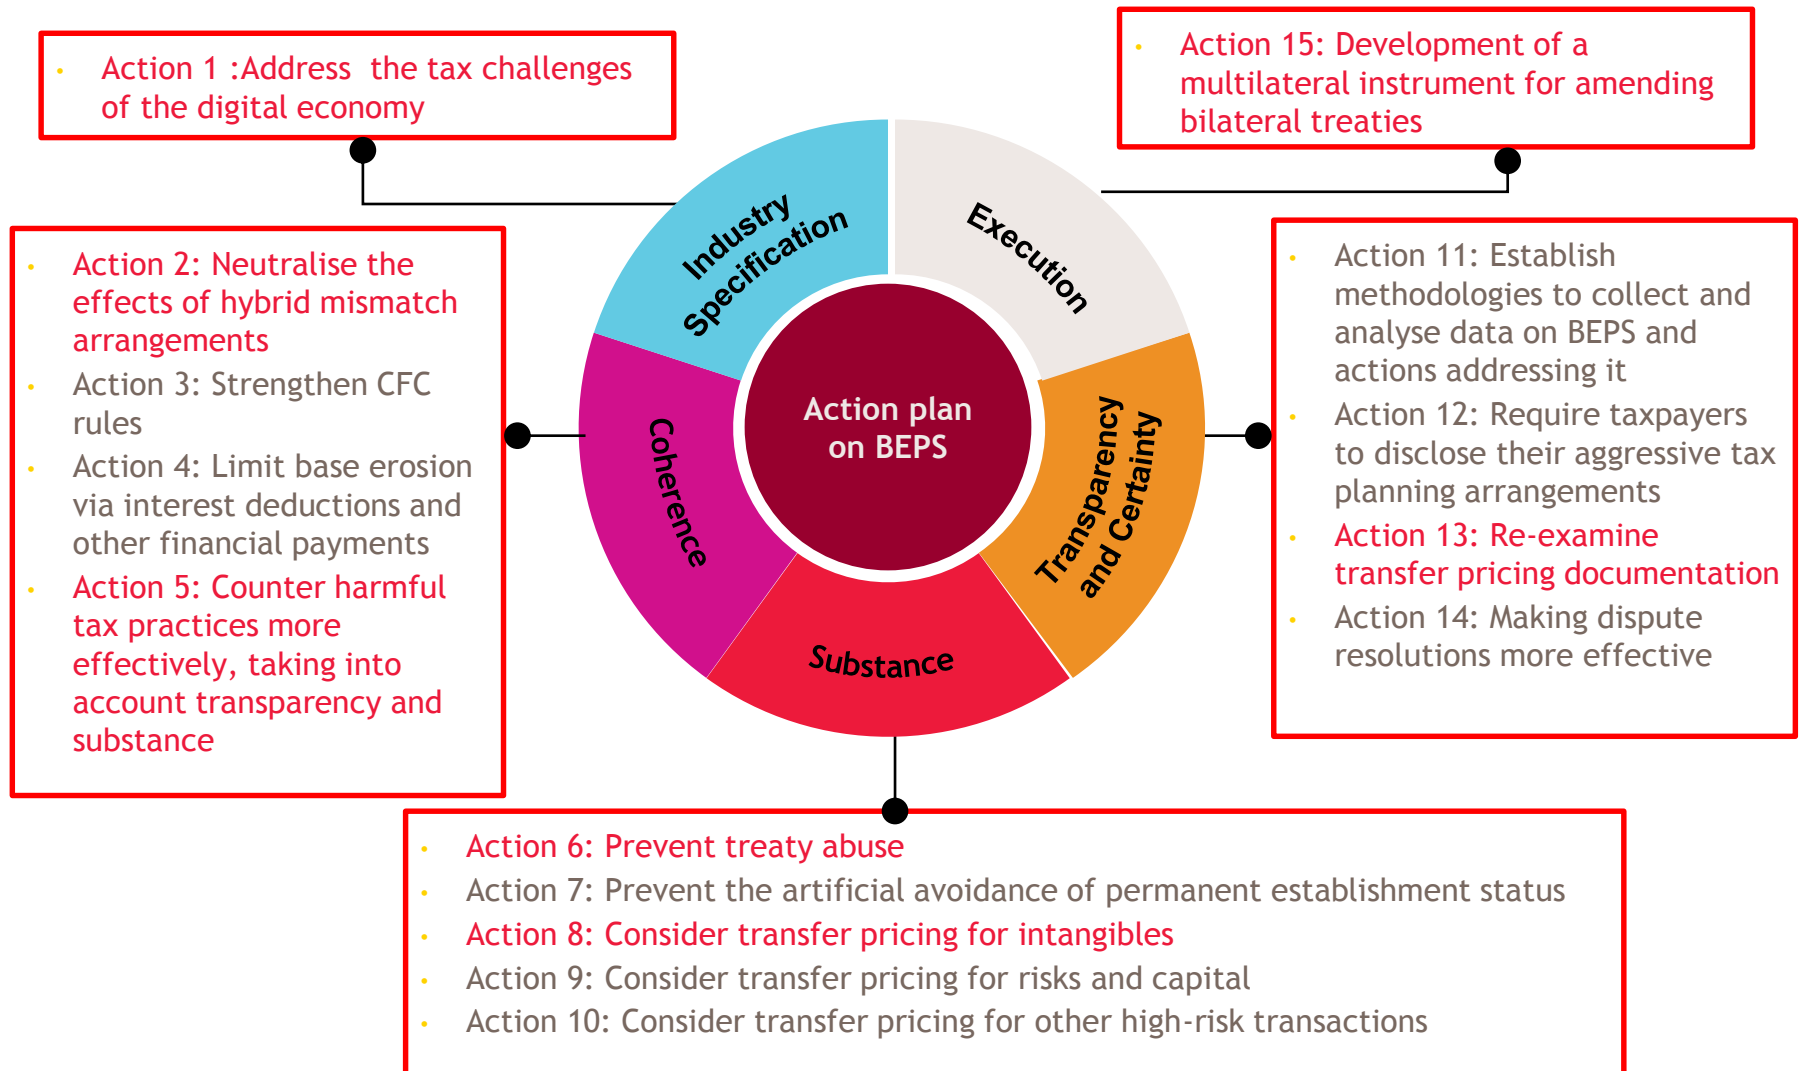 • Action 1 :Address the tax challenges
of the digital economy
• Action 15: Development of a
multilateral instrument for amending
bilateral treaties
Industry
Specification
Execution
• Action 2: Neutralise the
effects of hybrid mismatch
arrangements
• Action 3: Strengthen CFC
rules
• Action 4: Limit base erosion
via interest deductions and
other financial payments
• Action 5: Counter harmful
tax practices more
effectively, taking into
account transparency and
substance
Coherence
Action plan
on BEPS
Transparency
and Certainty
• Action 11: Establish
methodologies to collect and
analyse data on BEPS and
actions addressing it
• Action 12: Require taxpayers
to disclose their aggressive tax
planning arrangements
• Action 13: Re-examine
transfer pricing documentation
• Action 14: Making dispute
resolutions more effective
Substance
• Action 6: Prevent treaty abuse
• Action 7: Prevent the artificial avoidance of permanent establishment status
• Action 8: Consider transfer pricing for intangibles
• Action 9: Consider transfer pricing for risks and capital
• Action 10: Consider transfer pricing for other high-risk transactions